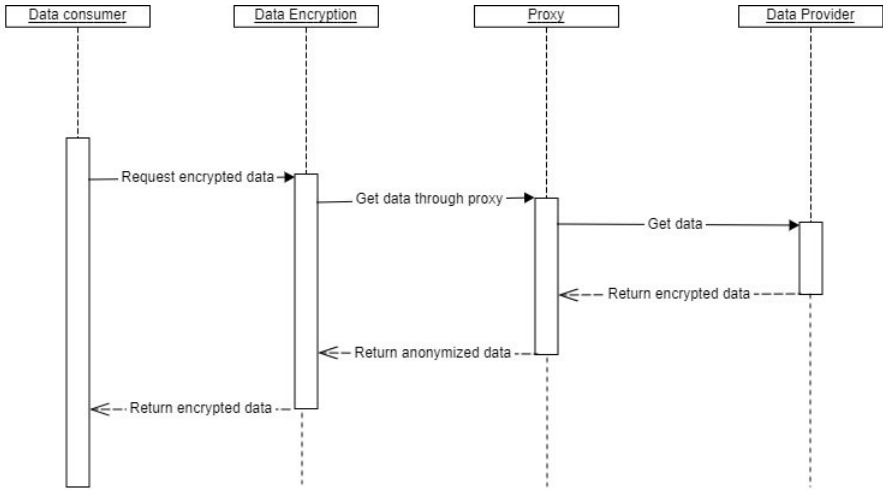 Data consumer
Data Encryption
Proxy
Data Provider
Request encrypted data
Get data through proxy
Get data
Return encrypted data
Return anonymized data
Return encrypted data